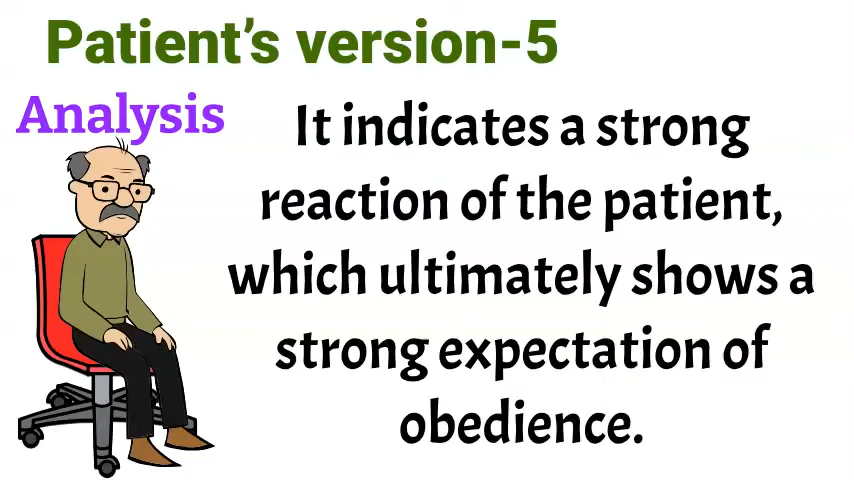 Patient's version-5
Analysis
It indicates a strong
reaction of the patient,
which ultimately shows a
strong expectation of
obedience.